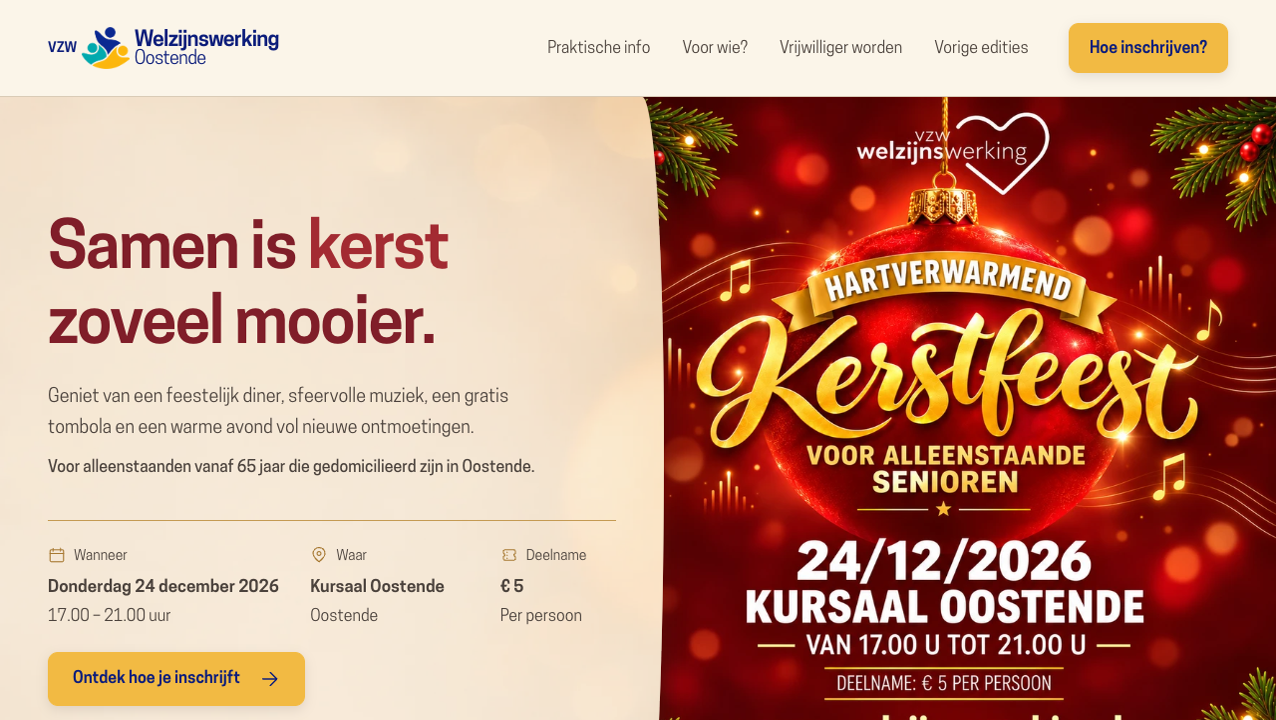 VZW Welzijnswerking
Oostende
Praktische info
Voor wie?
Vrijwilliger worden
Vorige edities
Hoe inschrijven?
Samen is kerst
zoveel mooier.
Geniet van een feestelijk diner, sfeervolle muziek, een gratis
tombola en een warme avond vol nieuwe ontmoetingen.
Voor alleenstaanden vanaf 65 jaar die gedomicilieerd zijn in Oostende.
Wanneer
Donderdag 24 december 2026
17.00 – 21.00 uur
Waar
Kursaal Oostende
Oostende
Deelname
€ 5
Per persoon
Ontdek hoe je inschrijft
vzw
welzijnswerking
HARTVERWARMEND
Kerstfeest
VOOR ALLEENSTAANDE
SENIOREN
24/12/2026
KURSAAL OOSTENDE
VAN 17.00 U TOT 21.00 U
DEELNAME: € 5 PER PERSOON